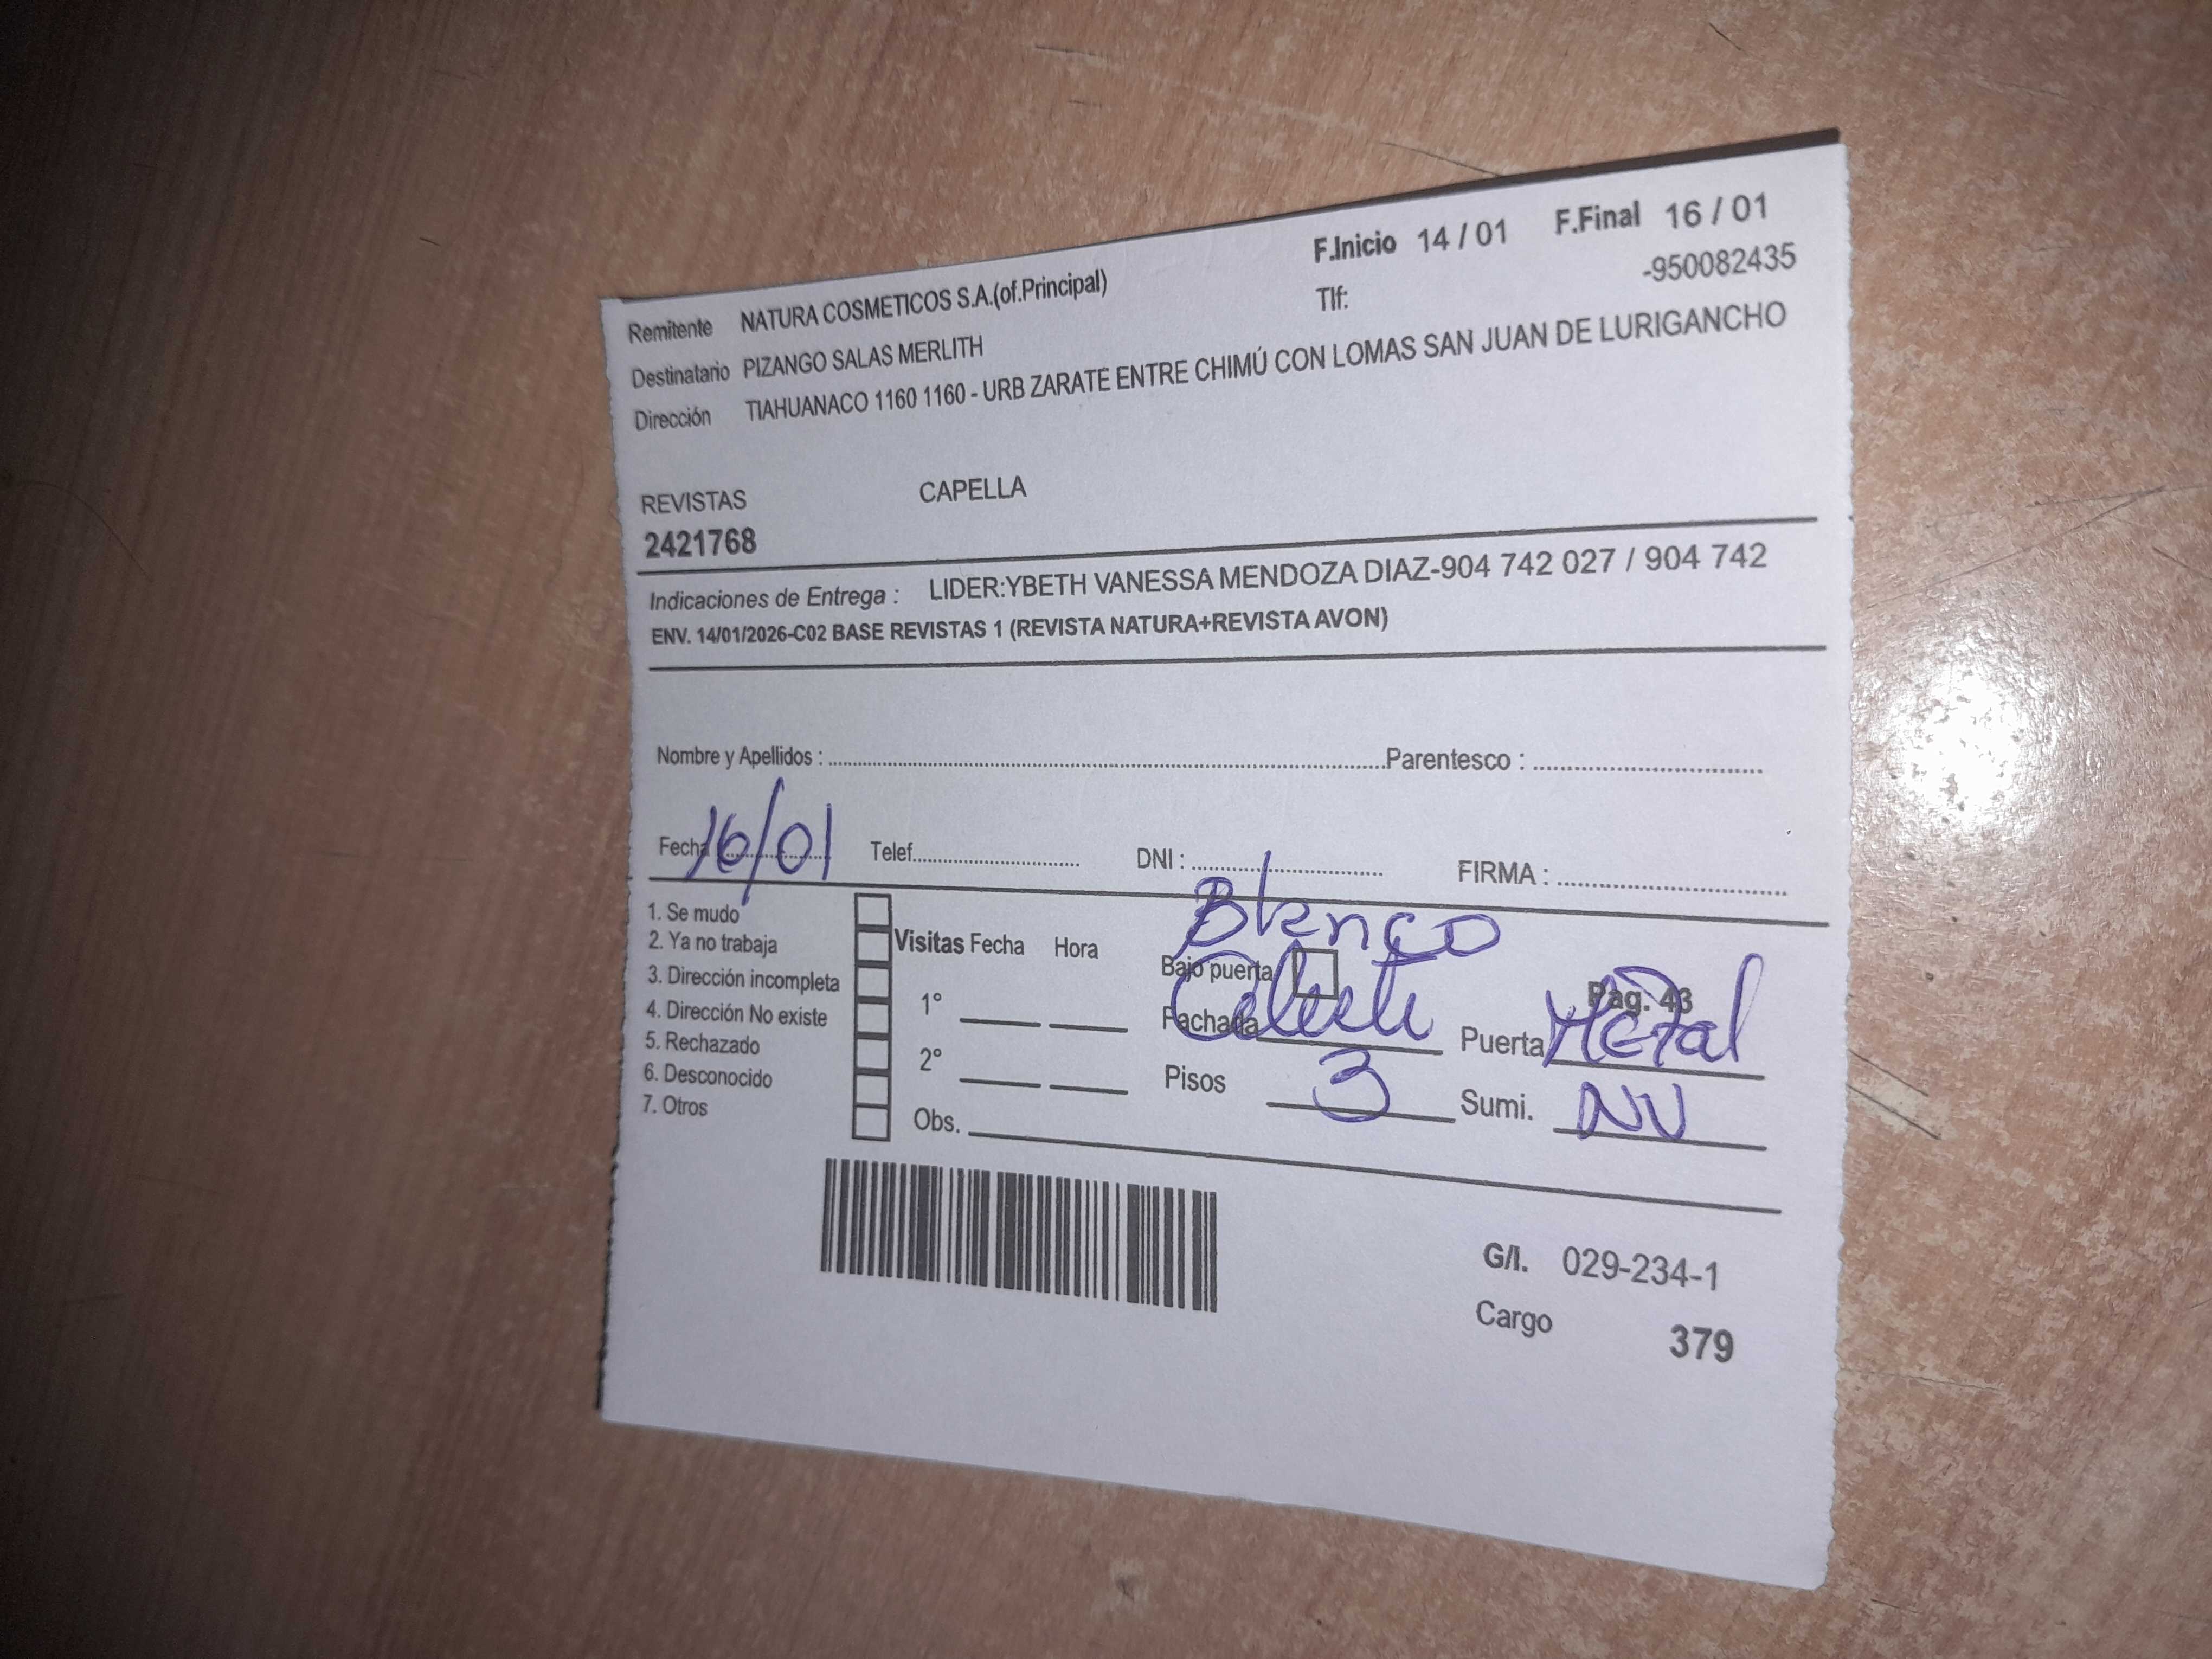 F.Inicio 14 / 01 F.Final 16 / 01
Remitente NATURA COSMETICOS S.A.(of.Principal) Tlf: -950082435
Destinatario PIZANGO SALAS MERLITH
Dirección TIAHUANACO 1160 1160 - URB ZARATE ENTRE CHIMÚ CON LOMAS SAN JUAN DE LURIGANCHO
REVISTAS CAPELLA
2421768
Indicaciones de Entrega : LIDER:YBETH VANESSA MENDOZA DIAZ-904 742 027 / 904 742
ENV. 14/01/2026-C02 BASE REVISTAS 1 (REVISTA NATURA+REVISTA AVON)
Nombre y Apellidos : Parentesco :
Fecha 16/01 Telef. DNI : FIRMA :
Blanco
1. Se mudo
2. Ya no trabaja
3. Dirección incompleta
4. Dirección No existe
5. Rechazado
6. Desconocido
7. Otros
Visitas Fecha Hora
1°
2°
Obs.
Bajo puerta Pag. 43
Fachada Celeste Puerta Metal
Pisos 3 Sumi. NV
G/I. 029-234-1
Cargo 379